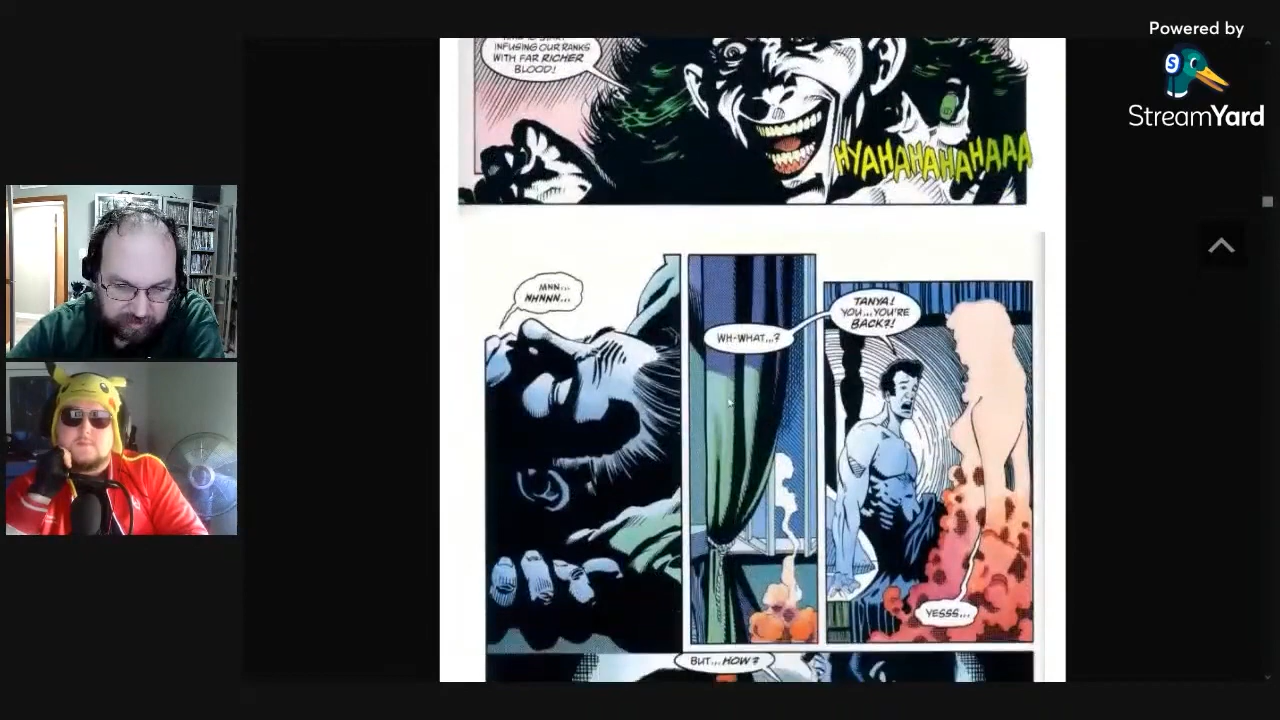 Powered by
StreamYard
INFUSING OUR RANKS
WITH FAR RICHER
BLOOD!
HYAHAHAHAHAAA
MNN...
NHNNN...
WH-WHAT...?
TANYA!
YOU...YOU'RE
BACK?!
YESSS...
BUT...HOW?